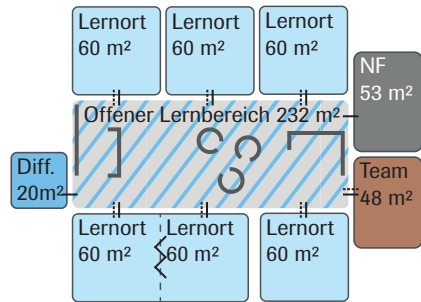 Lernort
60 m²
Lernort
60 m²
Lernort
60 m²
NF
53 m²
Offener Lernbereich 232 m²
Diff.
20m²
Team
48 m²
Lernort
60 m²
Lernort
60 m²
Lernort
60 m²